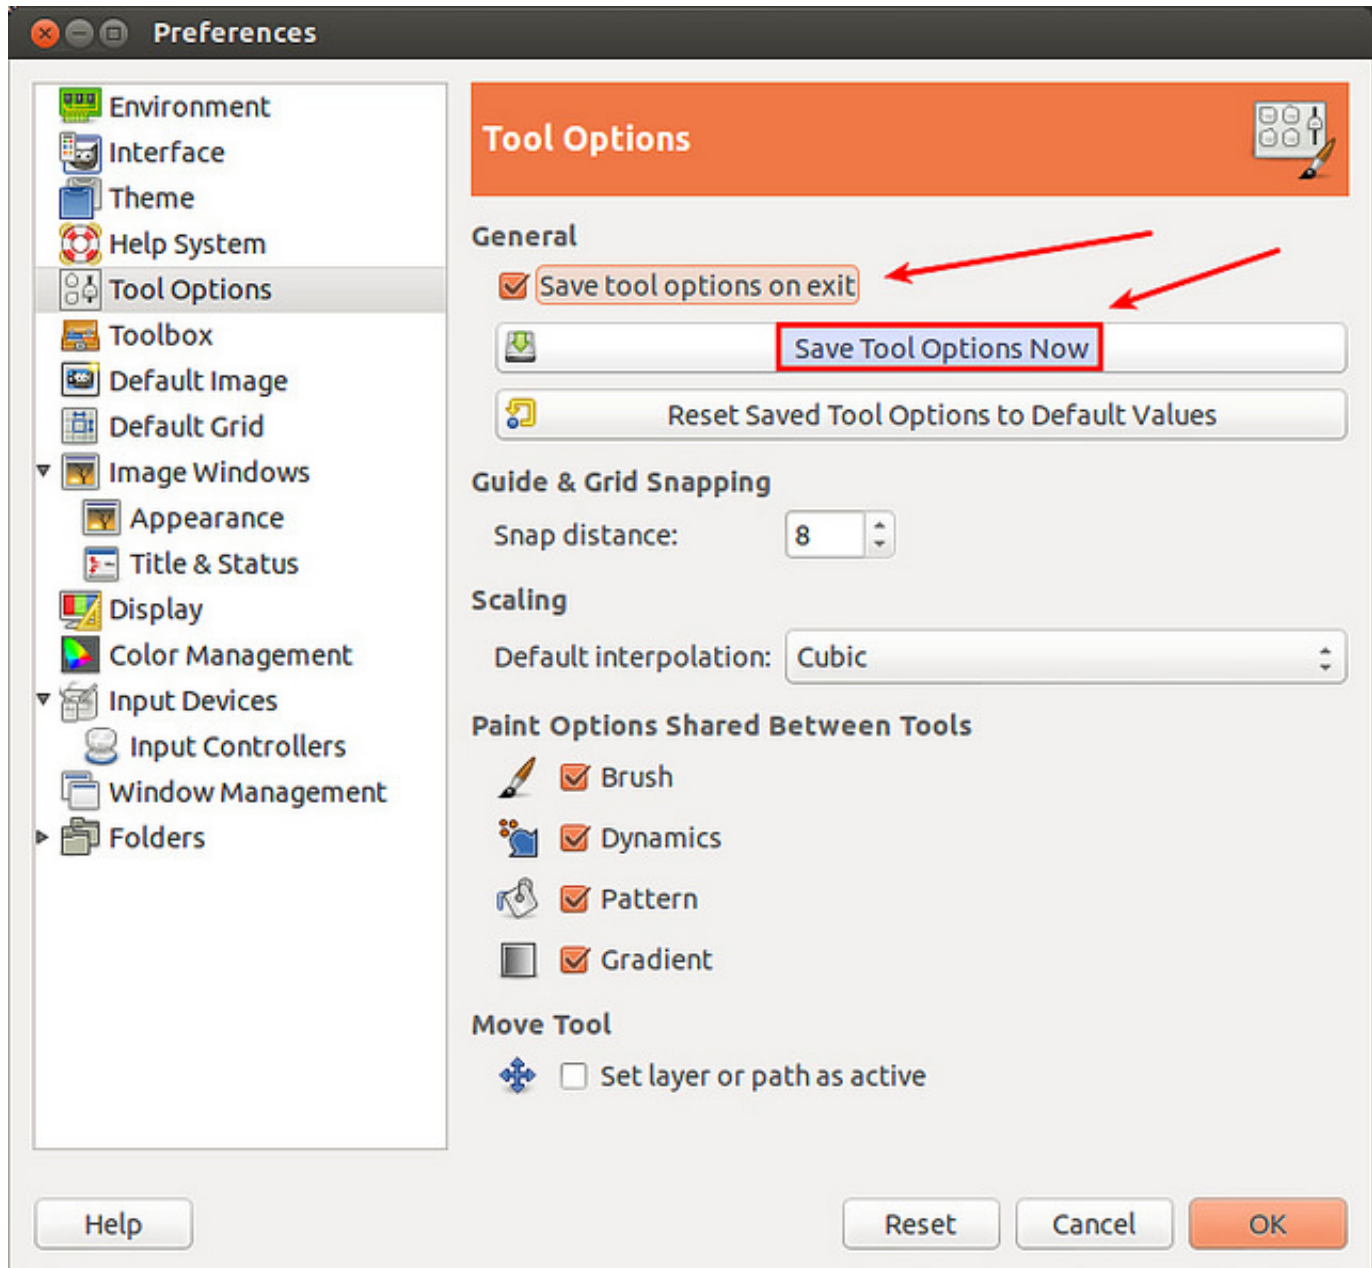 Preferences
Environment
Interface
Theme
Help System
Tool Options
Toolbox
Default Image
Default Grid
Image Windows
Appearance
Title & Status
Display
Color Management
Input Devices
Input Controllers
Window Management
Folders
Tool Options
General
Save tool options on exit
Save Tool Options Now
Reset Saved Tool Options to Default Values
Guide & Grid Snapping
Snap distance: 8
Scaling
Default interpolation: Cubic
Paint Options Shared Between Tools
Brush
Dynamics
Pattern
Gradient
Move Tool
Set layer or path as active
Help Reset Cancel OK